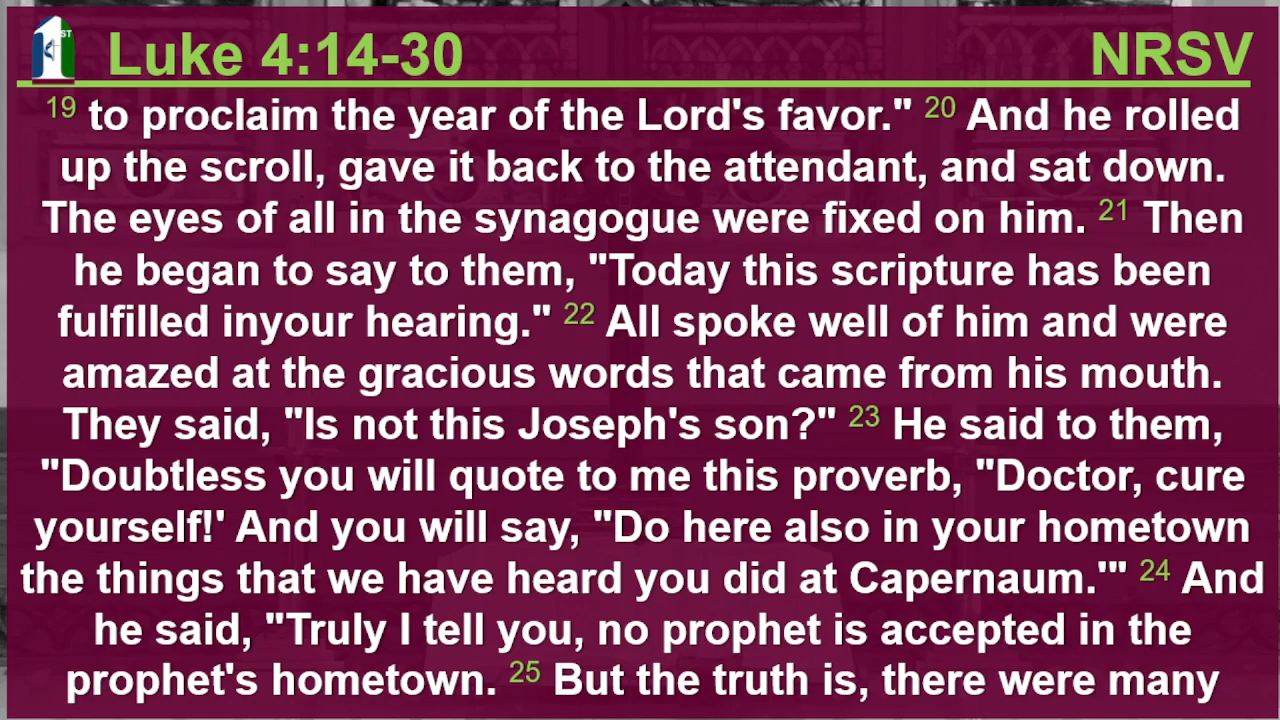 1ST
Luke 4:14-30 NRSV
19 to proclaim the year of the Lord's favor." 20 And he rolled
up the scroll, gave it back to the attendant, and sat down.
The eyes of all in the synagogue were fixed on him. 21 Then
he began to say to them, "Today this scripture has been
fulfilled inyour hearing." 22 All spoke well of him and were
amazed at the gracious words that came from his mouth.
They said, "Is not this Joseph's son?" 23 He said to them,
"Doubtless you will quote to me this proverb, "Doctor, cure
yourself!' And you will say, "Do here also in your hometown
the things that we have heard you did at Capernaum.'" 24 And
he said, "Truly I tell you, no prophet is accepted in the
prophet's hometown. 25 But the truth is, there were many